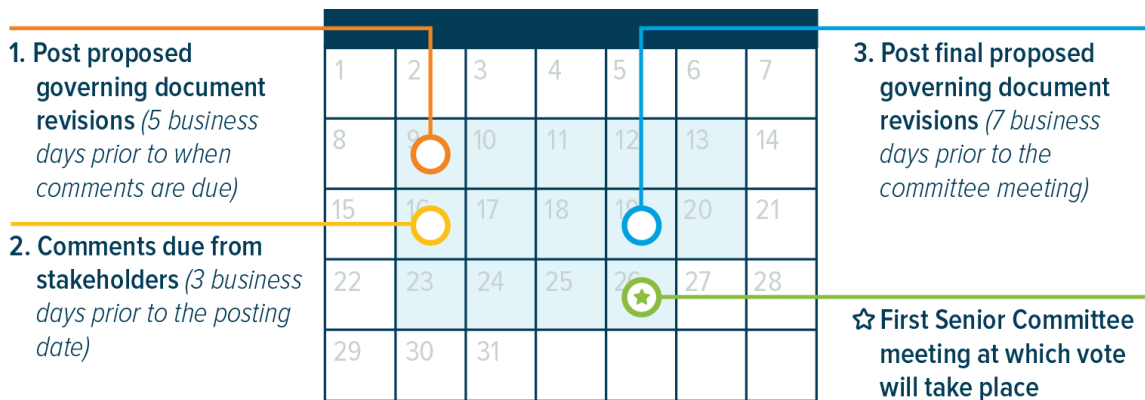 1. Post proposed
governing document
revisions (5 business
days prior to when
comments are due)
2. Comments due from
stakeholders (3 business
days prior to the posting
date)
1 2 3 4 5 6 7
8 9 10 11 12 13 14
15 16 17 18 19 20 21
22 23 24 25 26 27 28
29 30 31
3. Post final proposed
governing document
revisions (7 business
days prior to the
committee meeting)
First Senior Committee
meeting at which vote
will take place